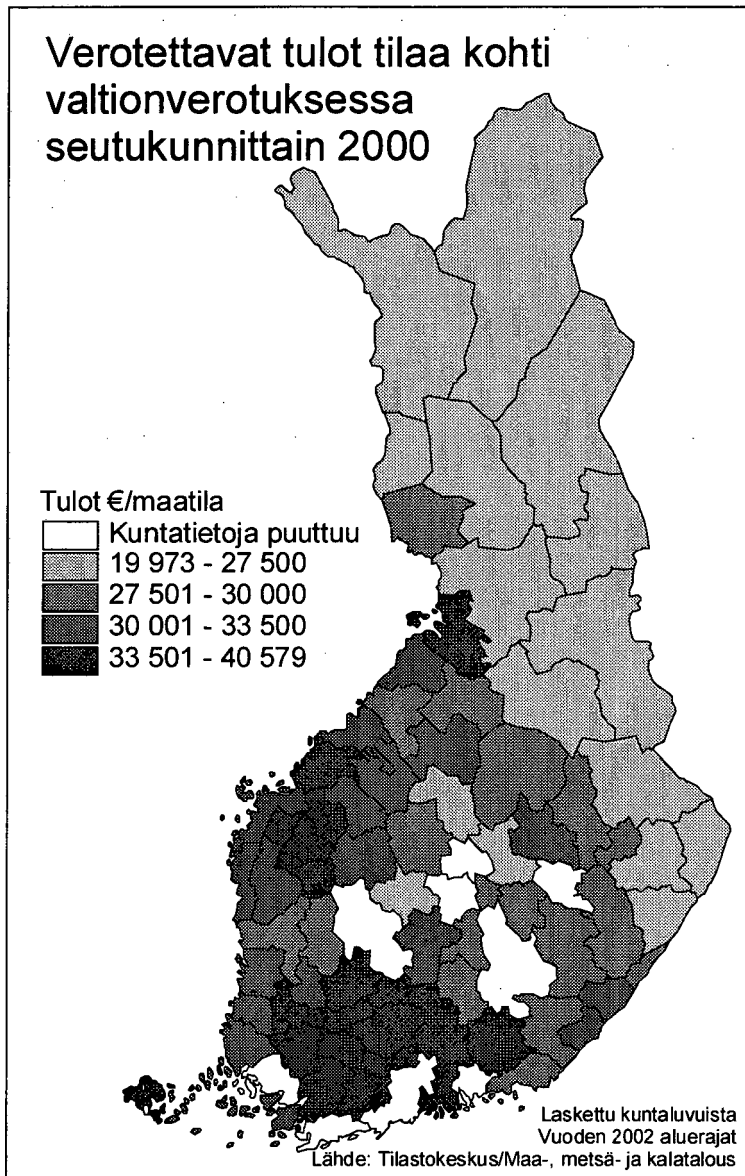 Verotettavat tulot tilaa kohti
valtionverotuksessa
seutukunnittain 2000
Tulot €/maatila
Kuntatietoja puuttuu
19 973 - 27 500
27 501 - 30 000
30 001 - 33 500
33 501 - 40 579
Laskettu kuntaluvuista
Vuoden 2002 aluerajat
Lähde: Tilastokeskus/Maa-, metsä- ja kalatalous